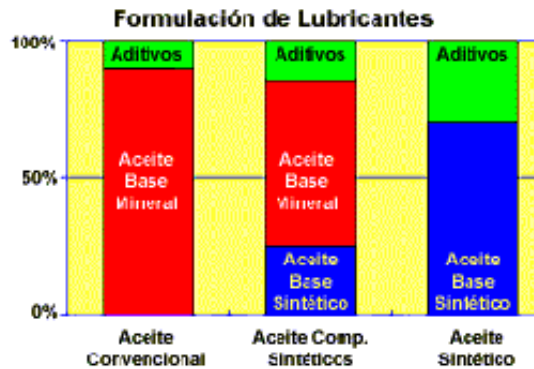 Formulación de Lubricantes
100%
50%
0%
Aditivos
Aceite
Base
Mineral
Aditivos
Aceite
Base
Mineral
Aceite
Base
Sintético
Aditivos
Aceite
Base
Sintético
Aceite
Convencional
Aceite Comp.
Sintéticos
Aceite
Sintético